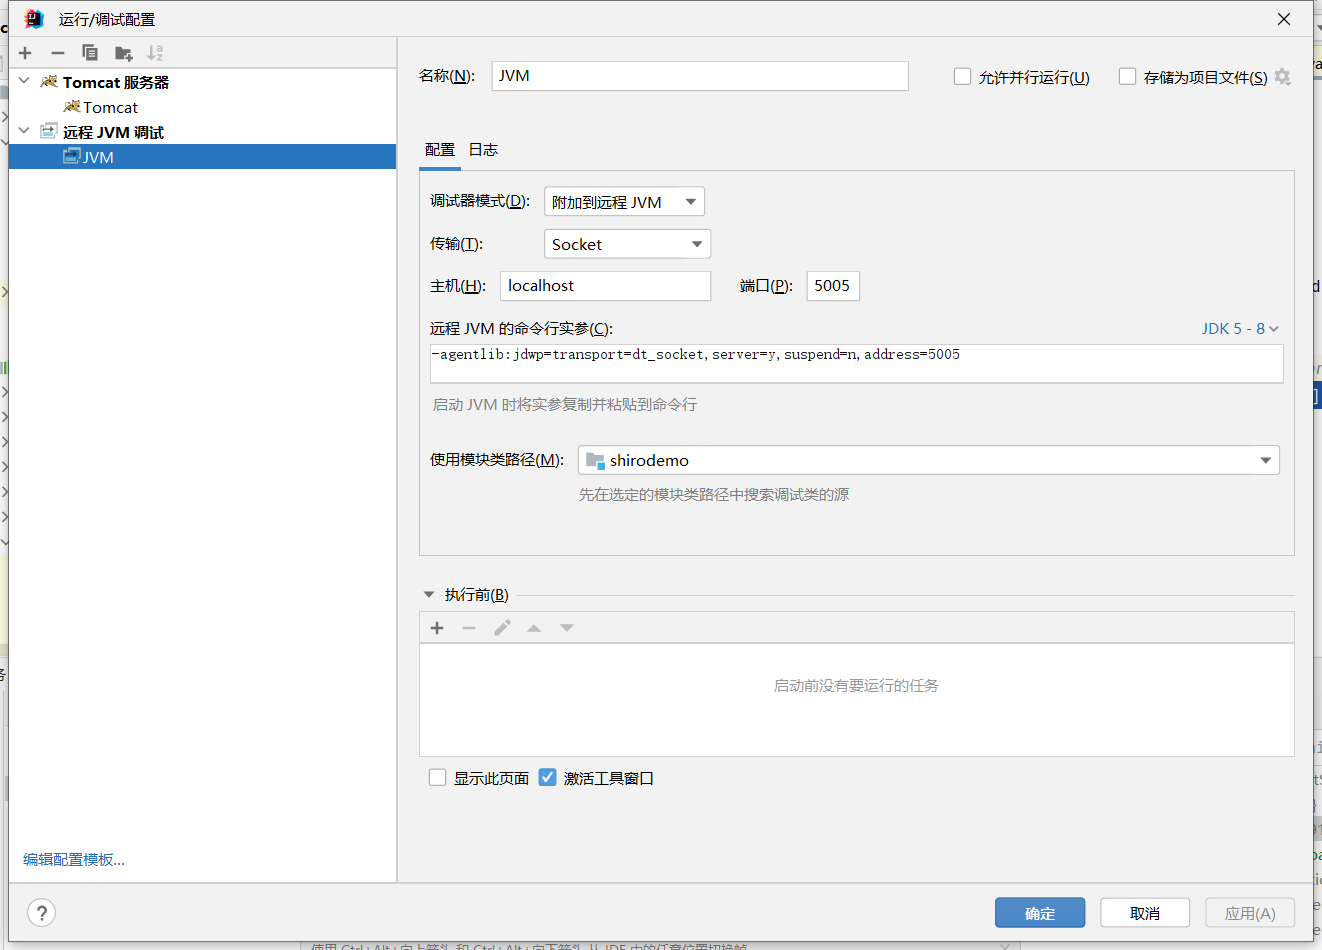 运行/调试配置
Tomcat 服务器
Tomcat
远程 JVM 调试
JVM
编辑配置模板...
名称(N):
JVM
允许并行运行(U)
存储为项目文件(S)
配置
日志
调试器模式(D):
附加到远程 JVM
传输(T):
Socket
主机(H):
localhost
端口(P):
5005
远程 JVM 的命令行实参(C):
JDK 5 - 8
-agentlib:jdwp=transport=dt_socket,server=y,suspend=n,address=5005
启动 JVM 时将实参复制并粘贴到命令行
使用模块类路径(M):
shirodemo
先在选定的模块类路径中搜索调试类的源
执行前(B)
启动前没有要运行的任务
显示此页面
激活工具窗口
?
确定
取消
应用(A)